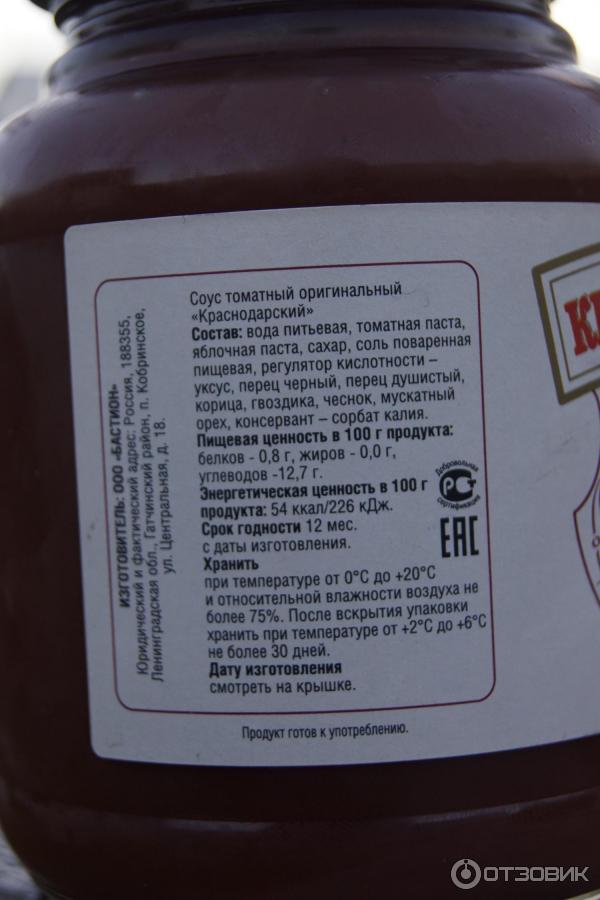 Соус томатный оригинальный
«Краснодарский»
Состав: вода питьевая, томатная паста,
яблочная паста, сахар, соль поваренная
пищевая, регулятор кислотности –
уксус, перец черный, перец душистый,
корица, гвоздика, чеснок, мускатный
орех, консервант – сорбат калия.
Пищевая ценность в 100 г продукта:
белков - 0,8 г, жиров - 0,0 г,
углеводов -12,7 г.
Энергетическая ценность в 100 г
продукта: 54 ккал/226 кДж.
Срок годности 12 мес.
с даты изготовления.
Хранить
при температуре от 0°С до +20°С
и относительной влажности воздуха не
более 75%. После вскрытия упаковки
хранить при температуре от +2°С до +6°С
не более 30 дней.
Дату изготовления
смотреть на крышке.
ИЗГОТОВИТЕЛЬ: ООО «БАСТИОН»
Юридический и фактический адрес: Россия, 188355,
Ленинградская обл., Гатчинский район, п. Кобринское,
ул. Центральная, д. 18.
Добровольная
РС
сертификация
ЕАС
Продукт готов к употреблению.
КР
ОТЗОВИК